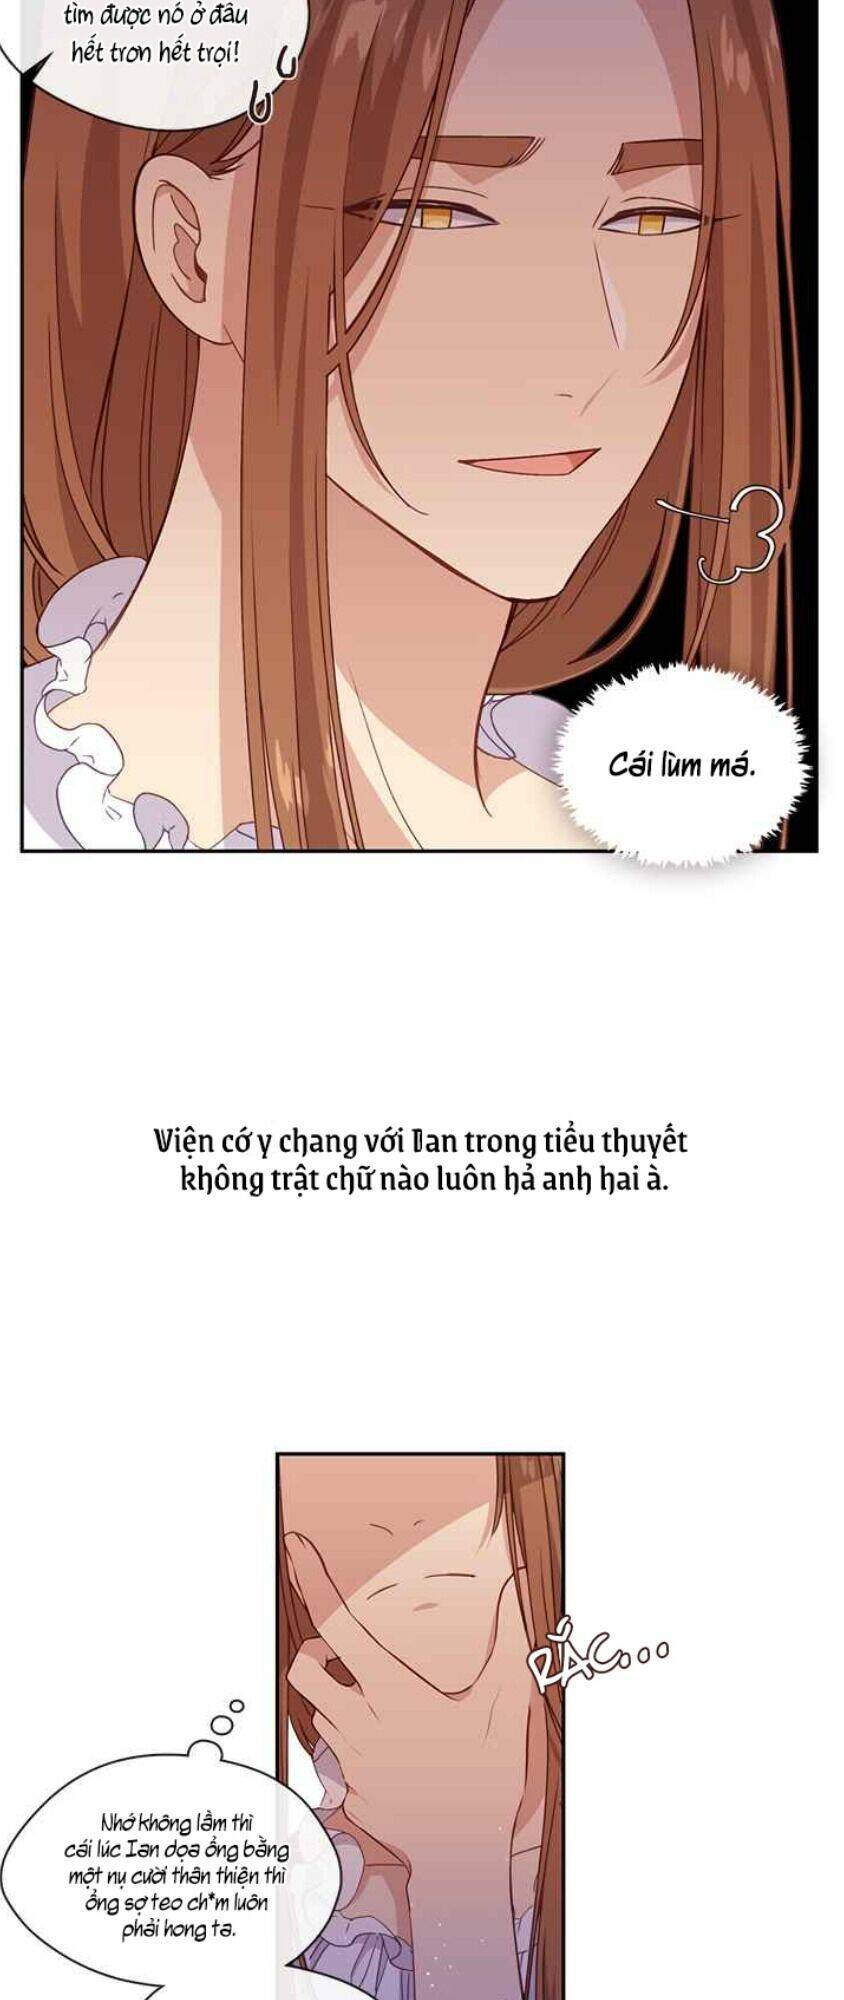 tìm được nó ở đâu
hết trơn hết trọi!
Cái lùm má.
Viện cớ y chang với Ian trong tiểu thuyết
không trật chữ nào luôn hả anh hai à.
RẮC...
Nhớ không lầm thì
cái lúc Ian dọa ổng bằng
một nụ cười thân thiện thì
ổng sợ teo ch*m luôn
phải hong ta.